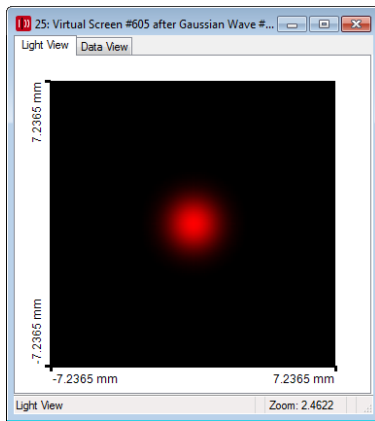 25: Virtual Screen #605 after Gaussian Wave #...
Light View Data View
7.2365 mm
-7.2365 mm
-7.2365 mm 7.2365 mm
Light View Zoom: 2.4622